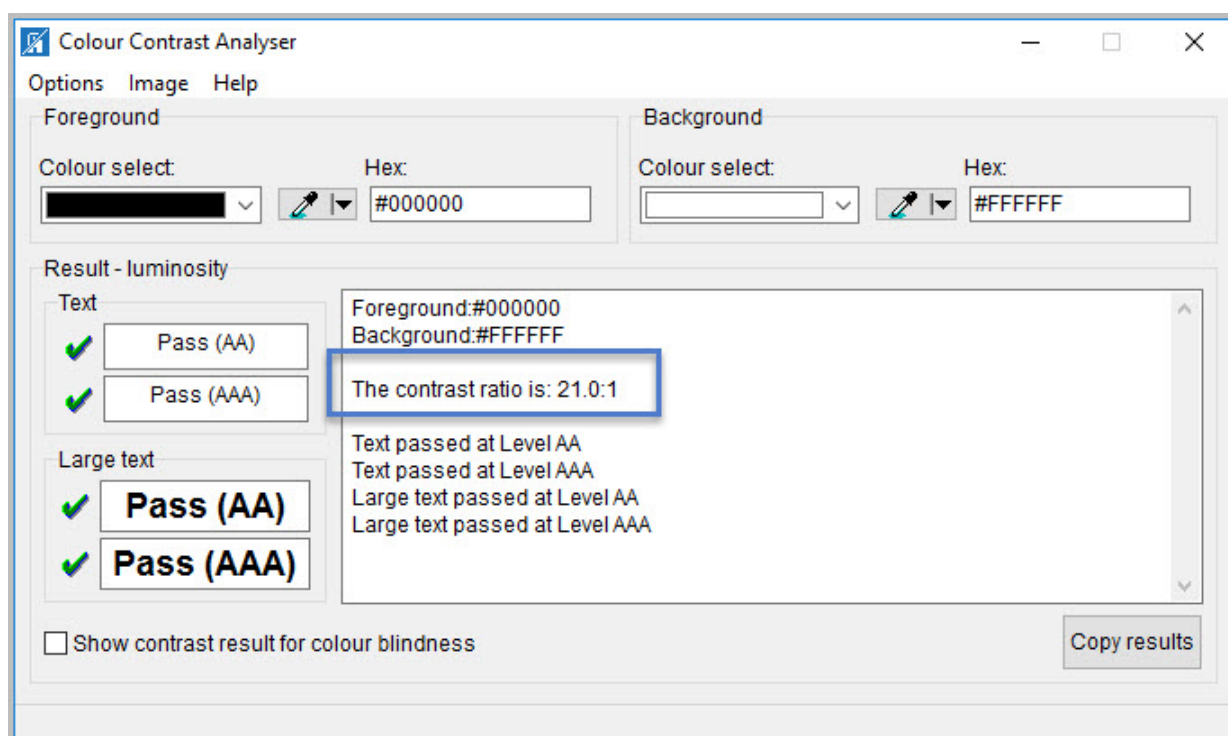 Colour Contrast Analyser
Options Image Help
Foreground
Colour select:
Hex:
#000000
Background
Colour select:
Hex:
#FFFFFF
Result - luminosity
Text
Pass (AA)
Pass (AAA)
Large text
Pass (AA)
Pass (AAA)
Foreground:#000000
Background:#FFFFFF
The contrast ratio is: 21.0:1
Text passed at Level AA
Text passed at Level AAA
Large text passed at Level AA
Large text passed at Level AAA
Show contrast result for colour blindness
Copy results